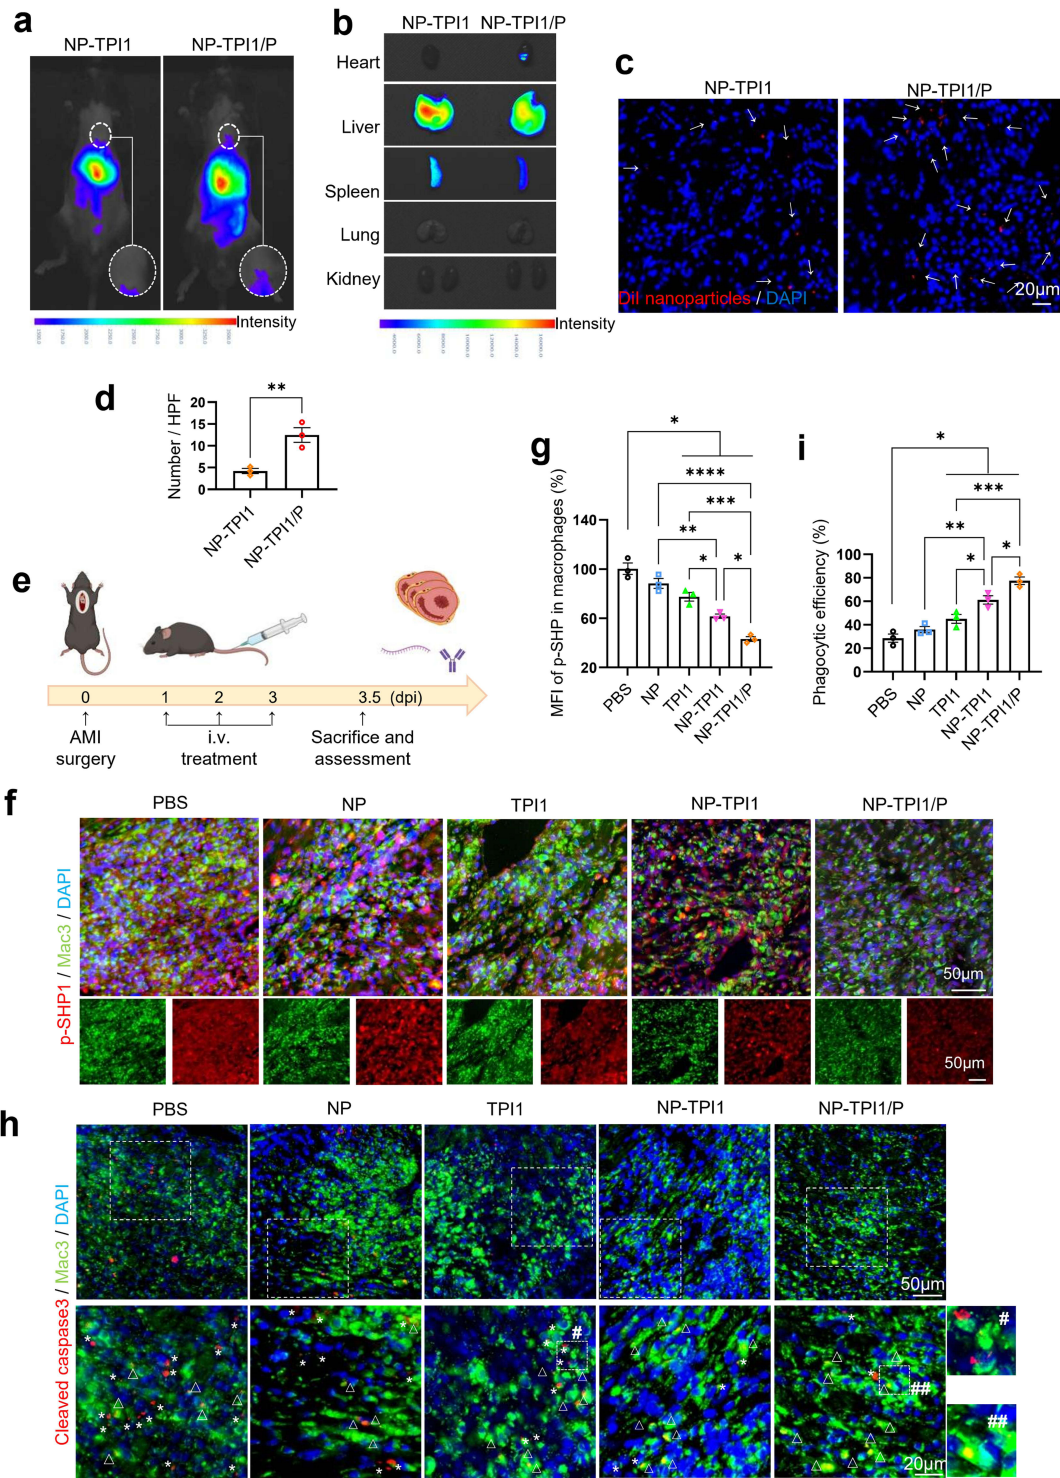 a
NP-TPI1
NP-TPI1/P
Intensity
b
NP-TPI1 NP-TPI1/P
Heart
Liver
Spleen
Lung
Kidney
Intensity
c
NP-TPI1
NP-TPI1/P
DiI nanoparticles / DAPI
20μm
d
Number / HPF
20
15
10
5
0
**
NP-TPI1
NP-TPI1/P
e
0 1 2 3 3.5 (dpi)
AMI surgery
i.v. treatment
Sacrifice and assessment
g
MFI of p-SHP in macrophages (%)
140
100
60
20
*
****
***
**
* *
PBS
NP
TPI1
NP-TPI1
NP-TPI1/P
i
Phagocytic efficiency (%)
100
80
60
40
20
0
*
***
**
* *
PBS
NP
TPI1
NP-TPI1
NP-TPI1/P
f
PBS
NP
TPI1
NP-TPI1
NP-TPI1/P
p-SHP1 / Mac3 / DAPI
50μm
50μm
h
PBS
NP
TPI1
NP-TPI1
NP-TPI1/P
Cleaved caspase3 / Mac3 / DAPI
50μm
#
##
20μm
#
##